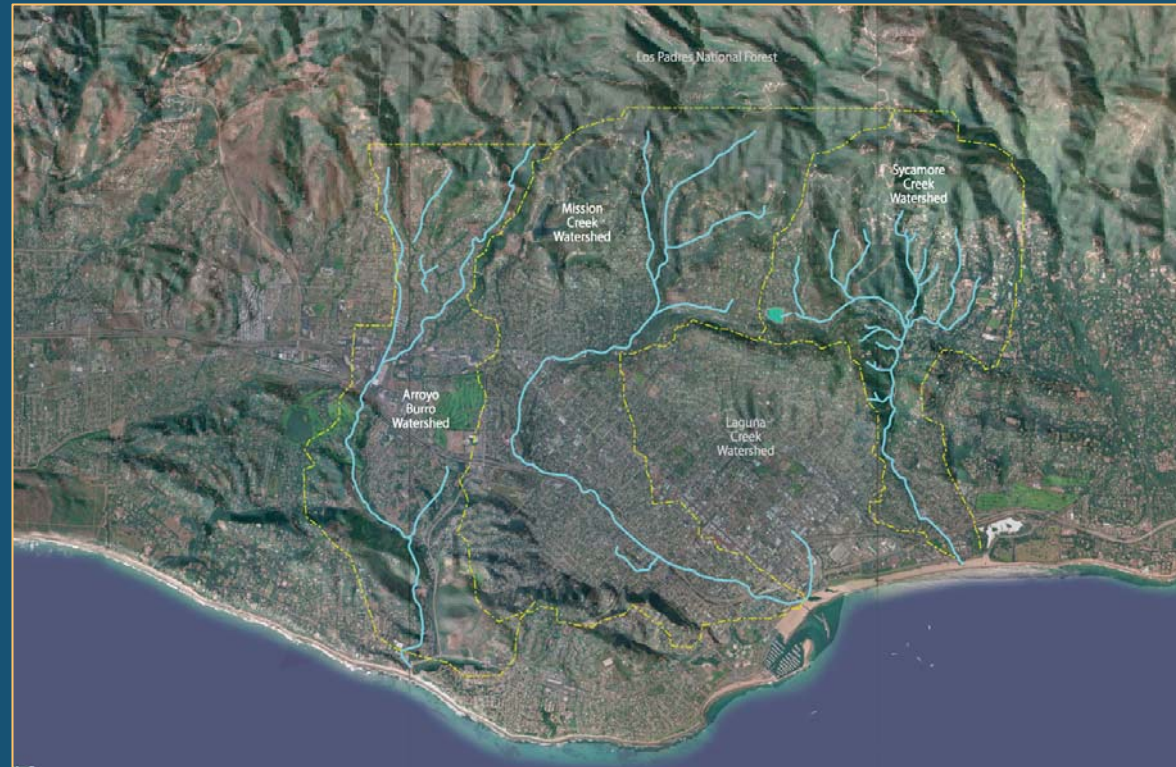 Los Padres National Forest
Sycamore
Creek
Watershed
Mission
Creek
Watershed
Arroyo
Burro
Watershed
Laguna
Creek
Watershed